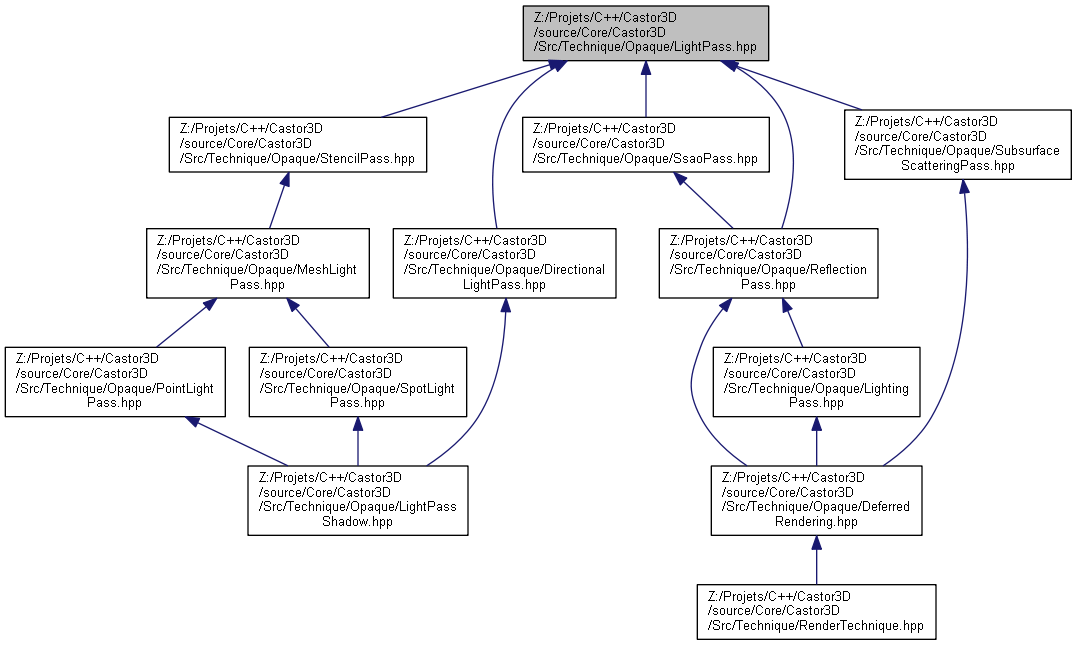 Z:/Projets/C++/Castor3D
/source/Core/Castor3D
/Src/Technique/Opaque/LightPass.hpp
Z:/Projets/C++/Castor3D
/source/Core/Castor3D
/Src/Technique/Opaque/StencilPass.hpp
Z:/Projets/C++/Castor3D
/source/Core/Castor3D
/Src/Technique/Opaque/SsaoPass.hpp
Z:/Projets/C++/Castor3D
/source/Core/Castor3D
/Src/Technique/Opaque/Subsurface
ScatteringPass.hpp
Z:/Projets/C++/Castor3D
/source/Core/Castor3D
/Src/Technique/Opaque/MeshLight
Pass.hpp
Z:/Projets/C++/Castor3D
/source/Core/Castor3D
/Src/Technique/Opaque/Directional
LightPass.hpp
Z:/Projets/C++/Castor3D
/source/Core/Castor3D
/Src/Technique/Opaque/Reflection
Pass.hpp
Z:/Projets/C++/Castor3D
/source/Core/Castor3D
/Src/Technique/Opaque/PointLight
Pass.hpp
Z:/Projets/C++/Castor3D
/source/Core/Castor3D
/Src/Technique/Opaque/SpotLight
Pass.hpp
Z:/Projets/C++/Castor3D
/source/Core/Castor3D
/Src/Technique/Opaque/Lighting
Pass.hpp
Z:/Projets/C++/Castor3D
/source/Core/Castor3D
/Src/Technique/Opaque/LightPass
Shadow.hpp
Z:/Projets/C++/Castor3D
/source/Core/Castor3D
/Src/Technique/Opaque/Deferred
Rendering.hpp
Z:/Projets/C++/Castor3D
/source/Core/Castor3D
/Src/Technique/RenderTechnique.hpp